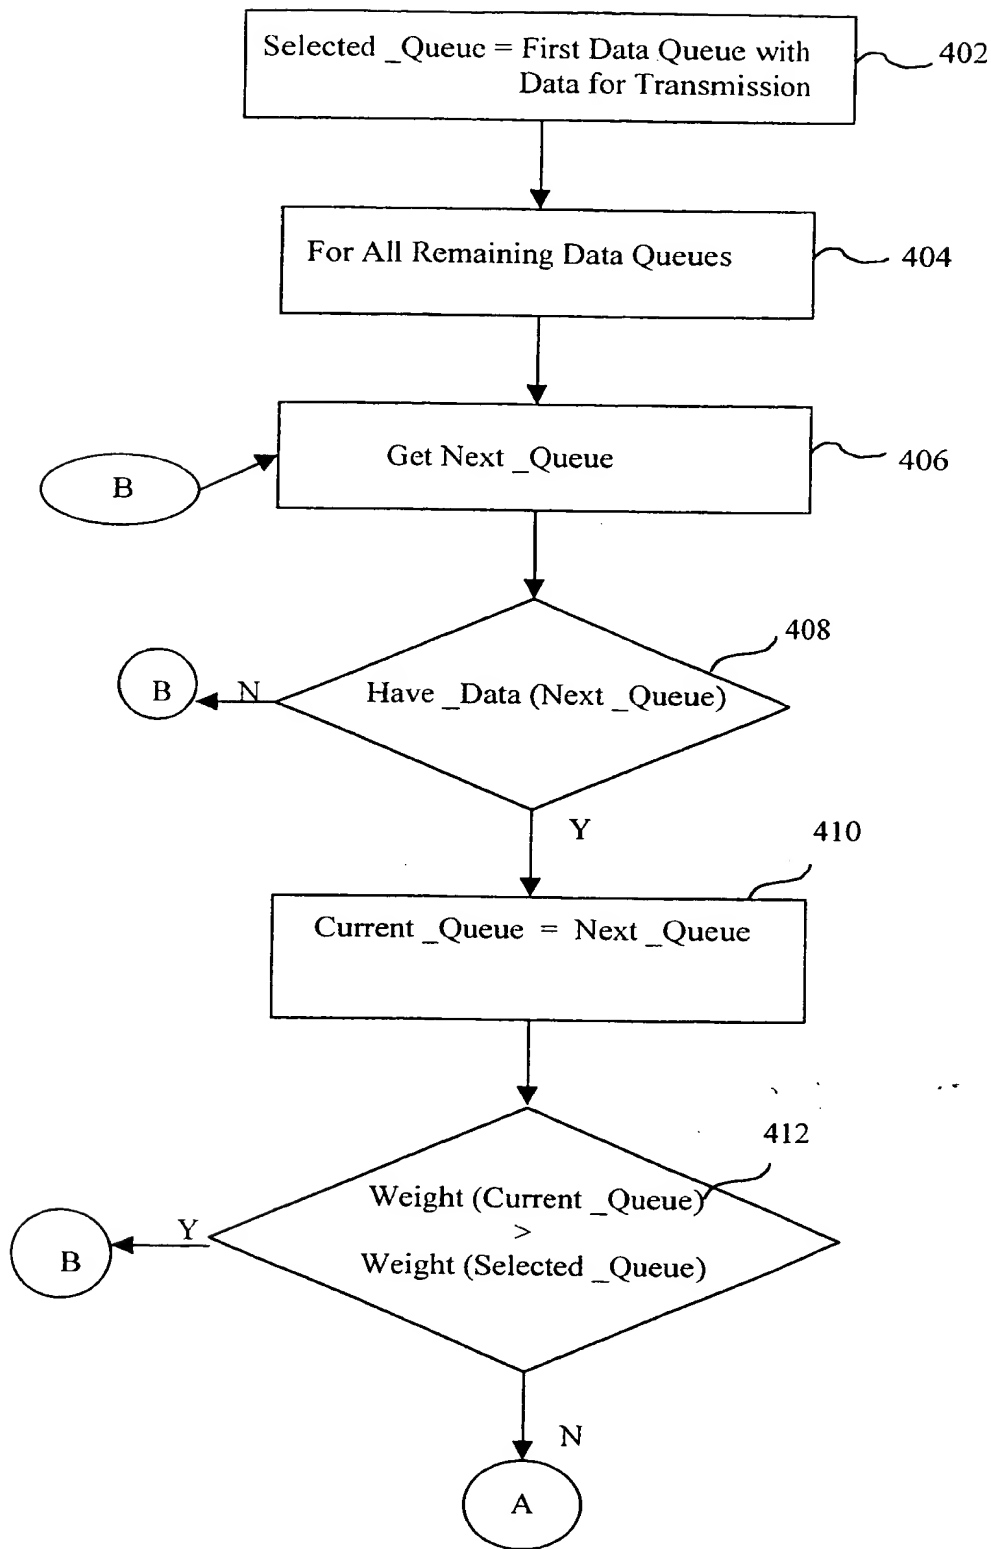 Selected _Queue = First Data Queue with
Data for Transmission
402
For All Remaining Data Queues
404
Get Next _Queue
406
B
408
Have _Data (Next _Queue)
N
B
Y
410
Current _Queue = Next _Queue
412
Weight (Current _Queue)
>
Weight (Selected _Queue)
Y
B
N
A